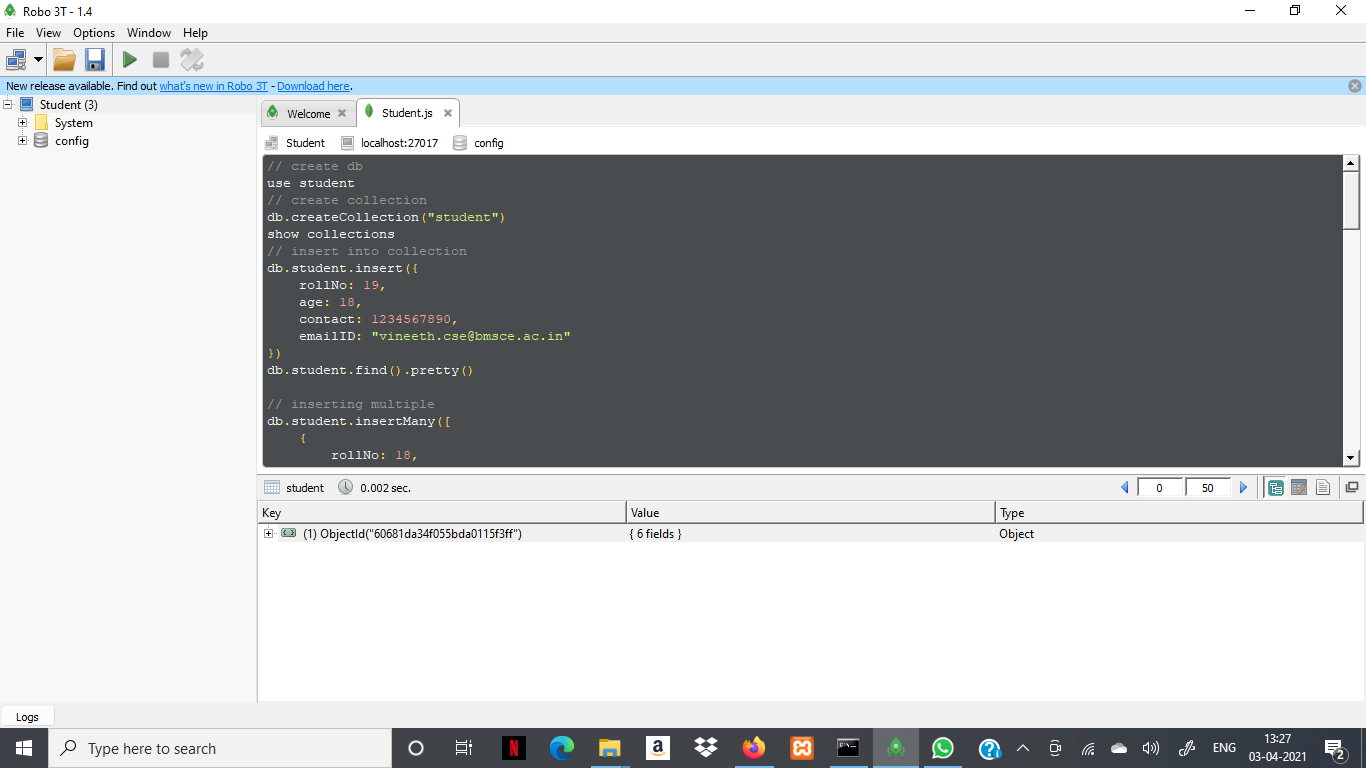 Robo 3T - 1.4
File View Options Window Help
New release available. Find out what's new in Robo 3T - Download here.
Student (3)
System
config
Welcome
Student.js
Student localhost:27017 config
// create db
use student
// create collection
db.createCollection("student")
show collections
// insert into collection
db.student.insert({
rollNo: 19,
age: 18,
contact: 1234567890,
emailID: "vineeth.cse@bmsce.ac.in"
})
db.student.find().pretty()
// inserting multiple
db.student.insertMany([
{
rollNo: 18,
student 0.002 sec. 0 50
Key Value Type
(1) ObjectId("60681da34f055bda0115f3ff") { 6 fields } Object
Logs
Type here to search
N
a
ENG
13:27
03-04-2021
2